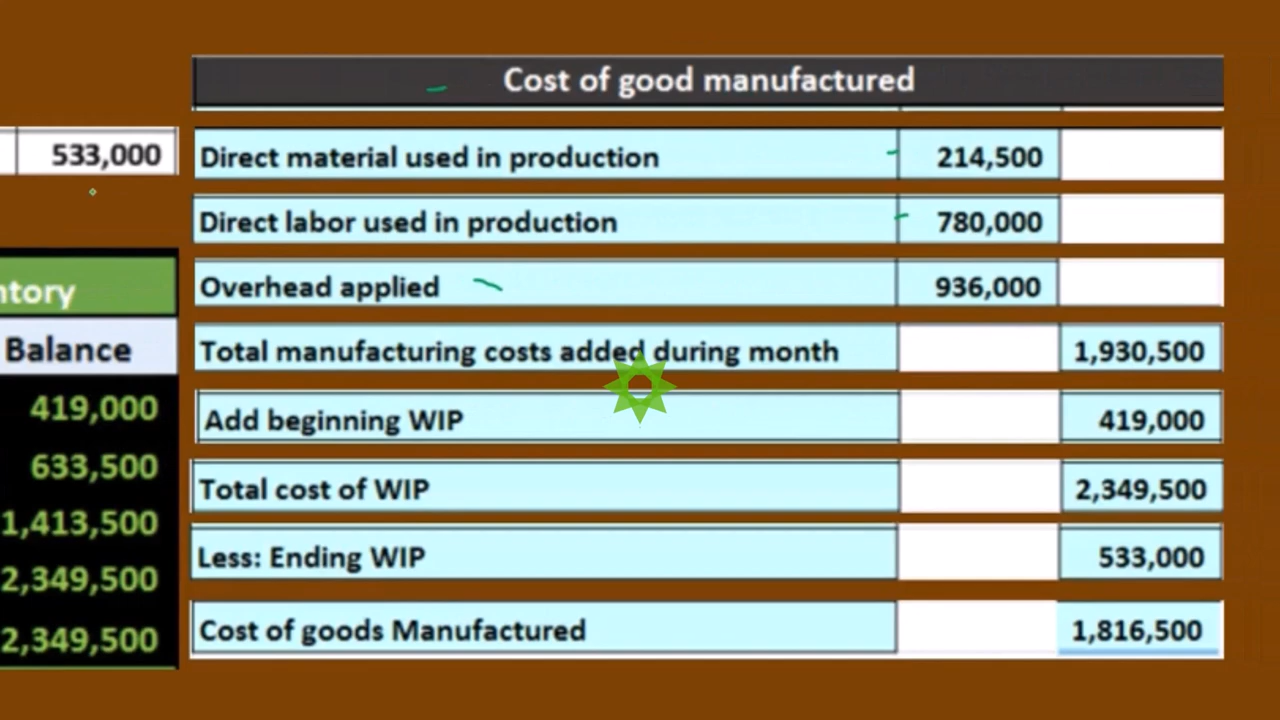 Cost of good manufactured
533,000
Direct material used in production 214,500
Direct labor used in production 780,000
Overhead applied 936,000
Total manufacturing costs added during month 1,930,500
Add beginning WIP 419,000
Total cost of WIP 2,349,500
Less: Ending WIP 533,000
Cost of goods Manufactured 1,816,500
ntory
Balance
419,000
633,500
1,413,500
2,349,500
2,349,500